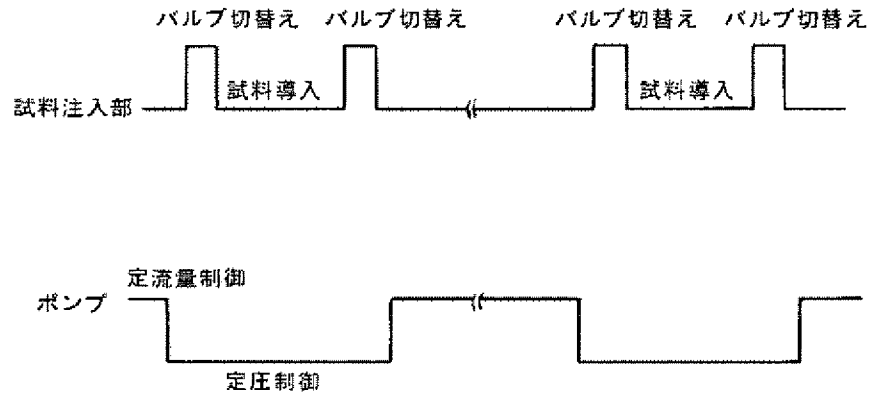 バルブ切替え バルブ切替え バルブ切替え バルブ切替え
試料導入 試料導入
試料注入部
定流量制御
ポンプ
定圧制御